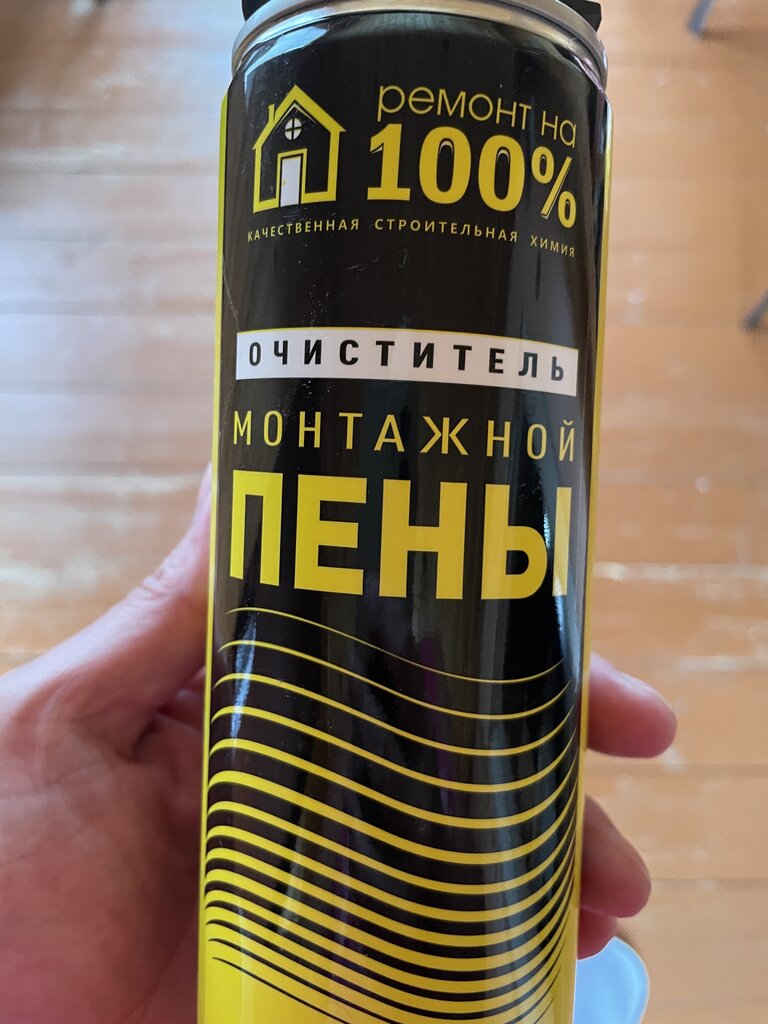 ремонт на
100%
КАЧЕСТВЕННАЯ СТРОИТЕЛЬНАЯ ХИМИЯ
ОЧИСТИТЕЛЬ
МОНТАЖНОЙ
ПЕНЫ